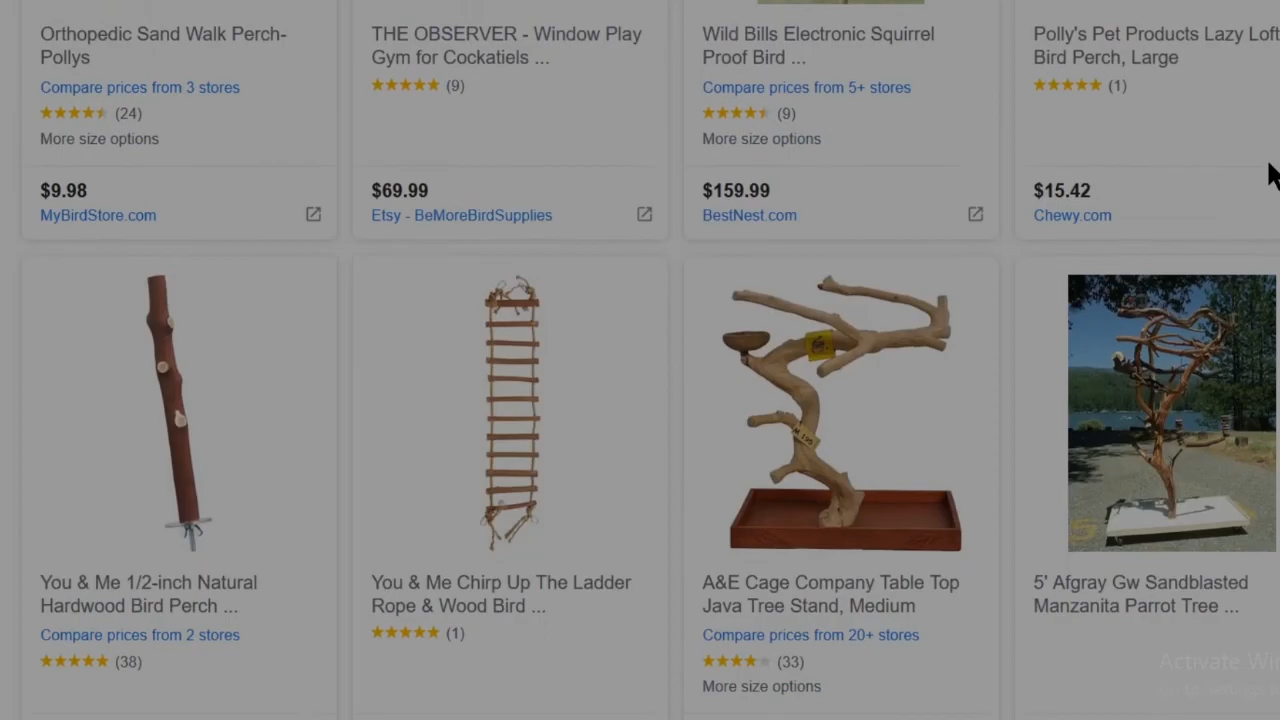 Orthopedic Sand Walk Perch-
Pollys
Compare prices from 3 stores
(24)
More size options
$9.98
MyBirdStore.com
THE OBSERVER - Window Play
Gym for Cockatiels ...
(9)
$69.99
Etsy - BeMoreBirdSupplies
Wild Bills Electronic Squirrel
Proof Bird ...
Compare prices from 5+ stores
(9)
More size options
$159.99
BestNest.com
Polly's Pet Products Lazy Loft
Bird Perch, Large
(1)
$15.42
Chewy.com
You & Me 1/2-inch Natural
Hardwood Bird Perch ...
Compare prices from 2 stores
(38)
You & Me Chirp Up The Ladder
Rope & Wood Bird ...
(1)
A&E Cage Company Table Top
Java Tree Stand, Medium
Compare prices from 20+ stores
(33)
More size options
5' Afgray Gw Sandblasted
Manzanita Parrot Tree ...
Activate Wi